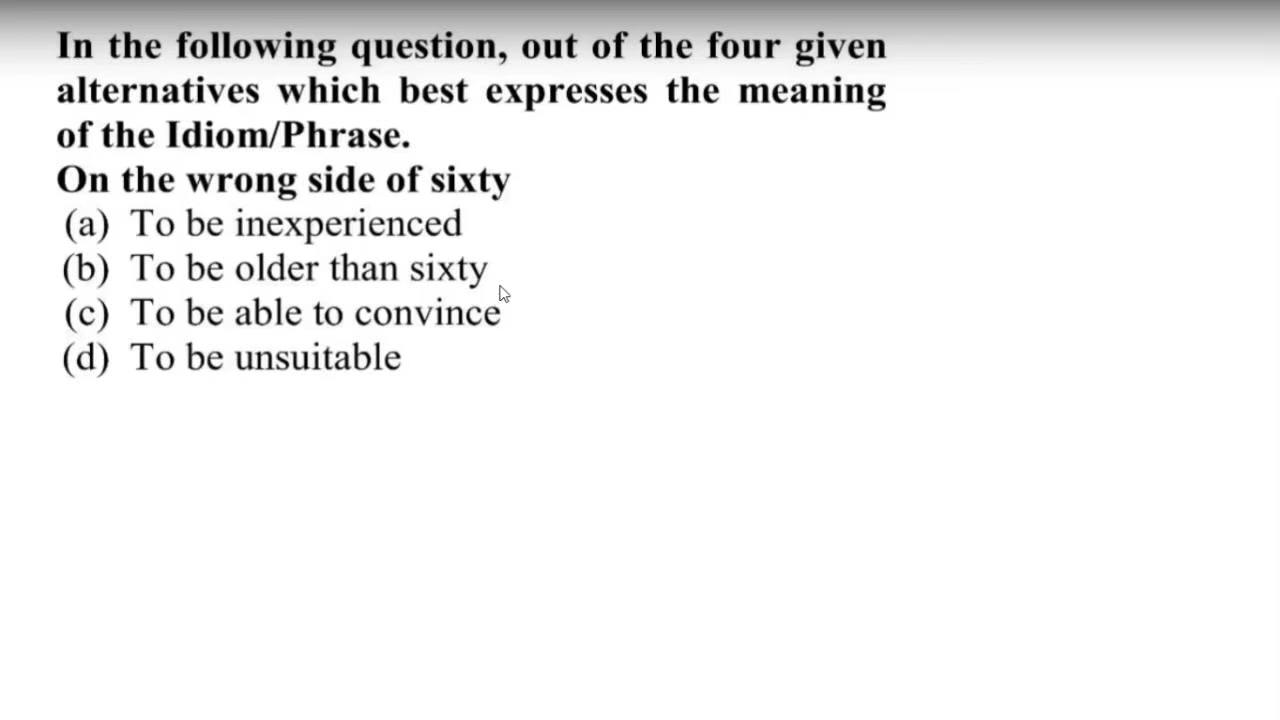 In the following question, out of the four given
alternatives which best expresses the meaning
of the Idiom/Phrase.
On the wrong side of sixty
(a) To be inexperienced
(b) To be older than sixty
(c) To be able to convince
(d) To be unsuitable